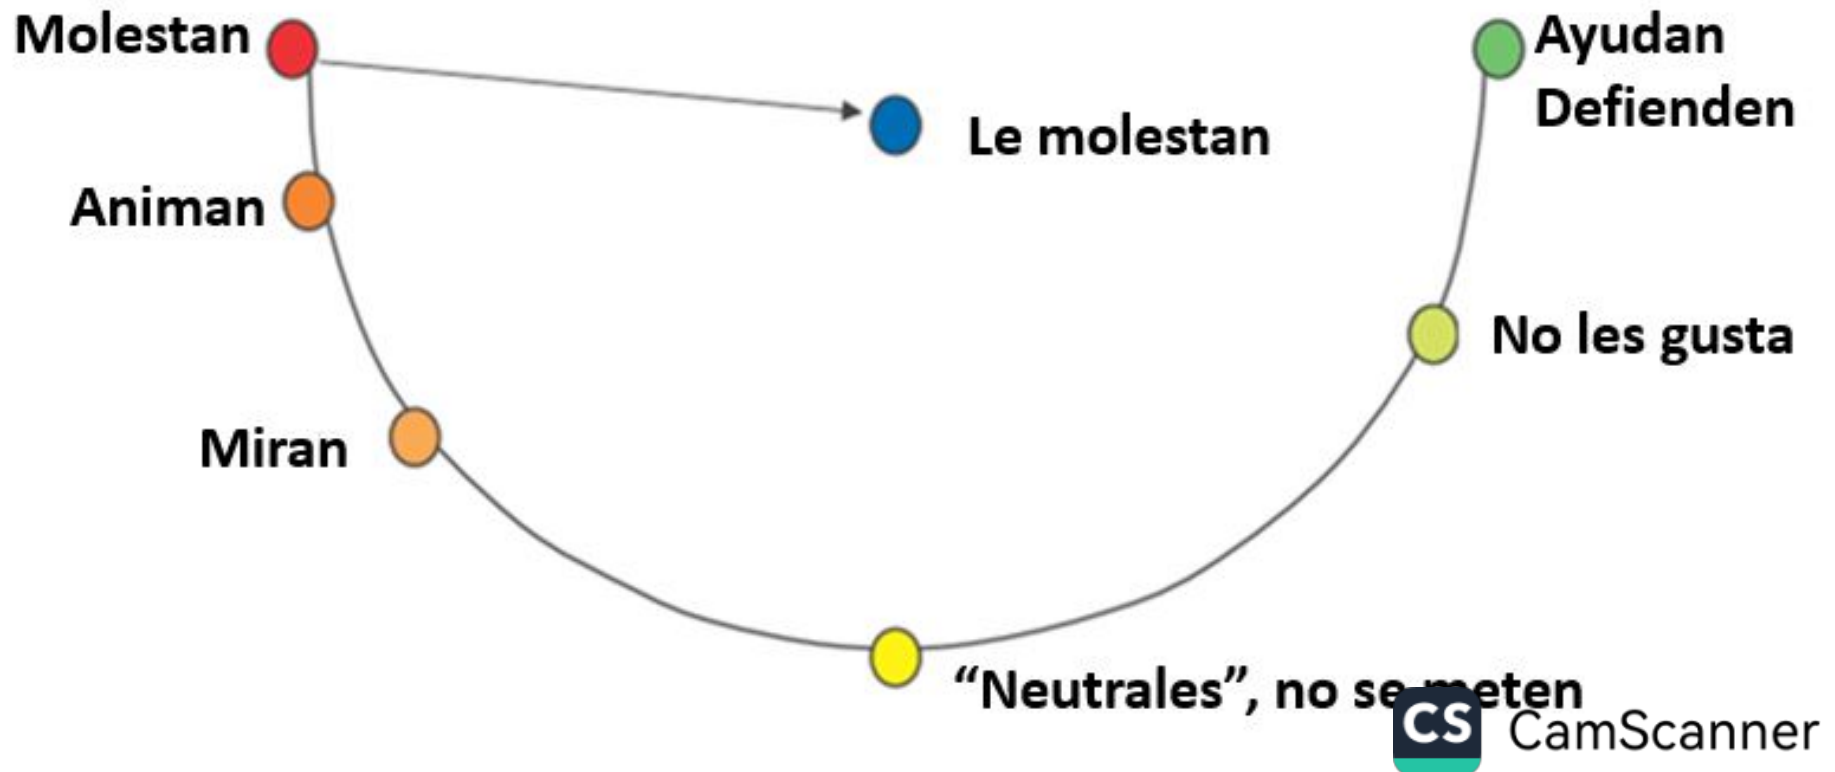 Molestan
Ayudan
Defienden
Le molestan
Animan
No les gusta
Miran
“Neutrales”, no se meten
CS CamScanner